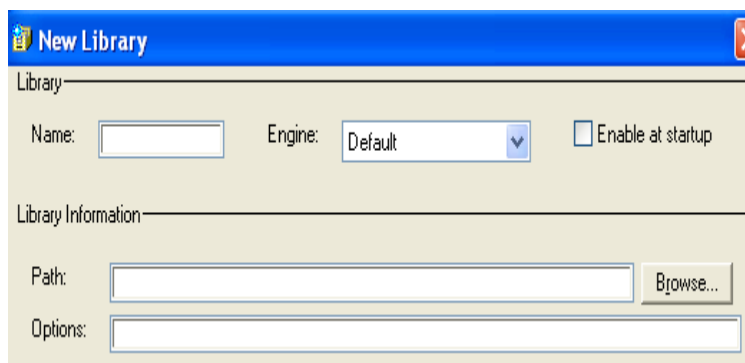 New Library
Library
Name:
Engine: Default
Enable at startup
Library Information
Path:
Browse...
Options: